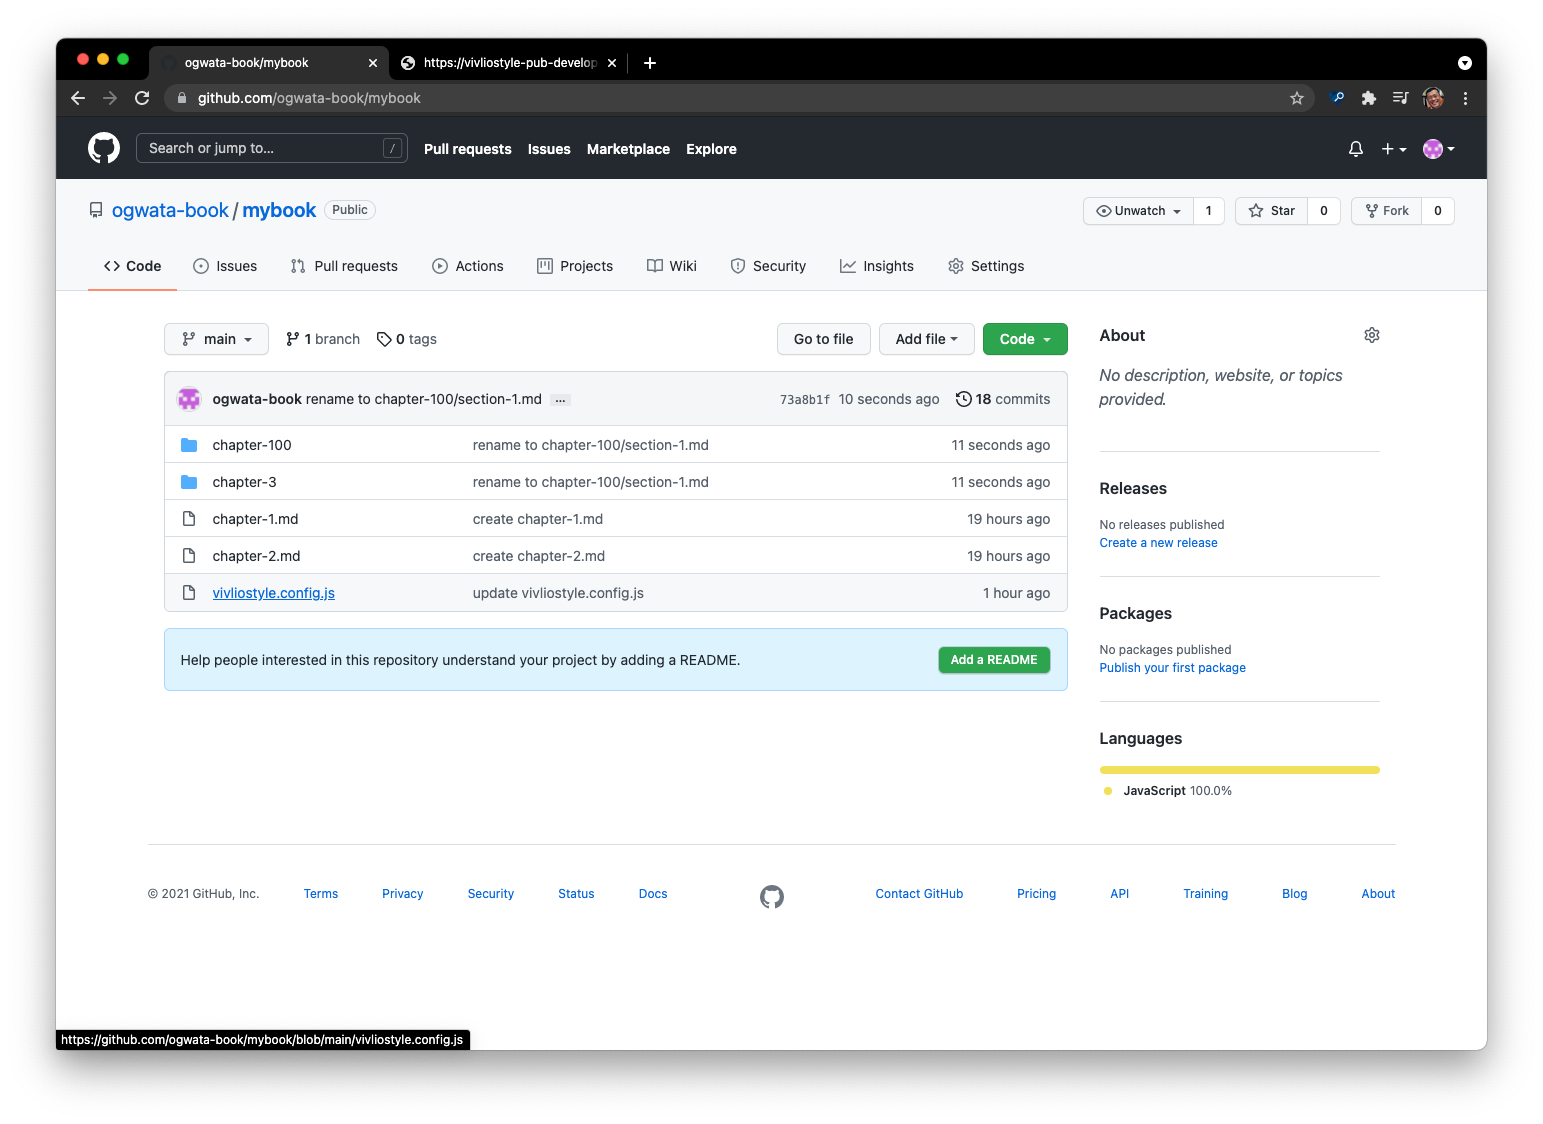 ogwata-book/mybook
https://vivliostyle-pub-develop
github.com/ogwata-book/mybook
Search or jump to... /
Pull requests Issues Marketplace Explore
ogwata-book / mybook Public
Unwatch 1 Star 0 Fork 0
Code Issues Pull requests Actions Projects Wiki Security Insights Settings
main 1 branch 0 tags
Go to file Add file Code
ogwata-book rename to chapter-100/section-1.md ...
73a8b1f 10 seconds ago 18 commits
chapter-100 rename to chapter-100/section-1.md 11 seconds ago
chapter-3 rename to chapter-100/section-1.md 11 seconds ago
chapter-1.md create chapter-1.md 19 hours ago
chapter-2.md create chapter-2.md 19 hours ago
vivliostyle.config.js update vivliostyle.config.js 1 hour ago
Help people interested in this repository understand your project by adding a README.
Add a README
About
No description, website, or topics
provided.
Releases
No releases published
Create a new release
Packages
No packages published
Publish your first package
Languages
JavaScript 100.0%
© 2021 GitHub, Inc. Terms Privacy Security Status Docs Contact GitHub Pricing API Training Blog About
https://github.com/ogwata-book/mybook/blob/main/vivliostyle.config.js